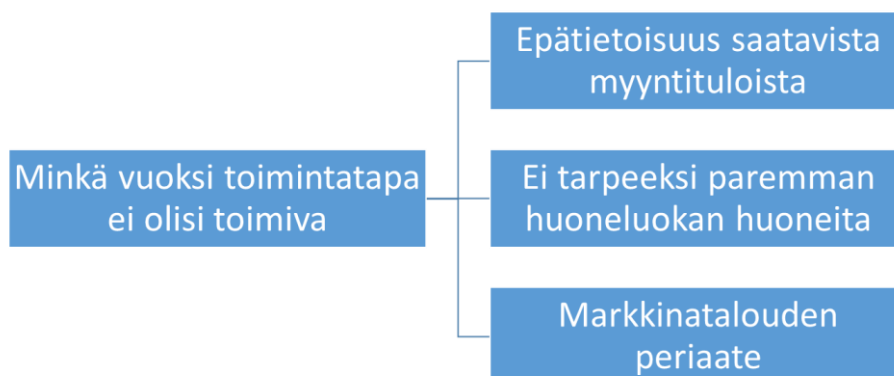 Epätietoisuus saatavista
myyntituloista
Minkä vuoksi toimintatapa
ei olisi toimiva
Ei tarpeeksi paremman
huoneluokan huoneita
Markkinatalouden
periaate